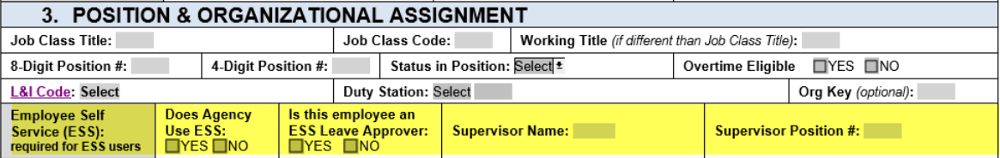 3. POSITION & ORGANIZATIONAL ASSIGNMENT
Job Class Title: Job Class Code: Working Title (if different than Job Class Title):
8-Digit Position #: 4-Digit Position #: Status in Position: Select Overtime Eligible YES NO
L&I Code: Select Duty Station: Select Org Key (optional):
Employee Self
Service (ESS):
required for ESS users
Does Agency
Use ESS:
YES NO
Is this employee an
ESS Leave Approver:
YES NO
Supervisor Name:
Supervisor Position #: